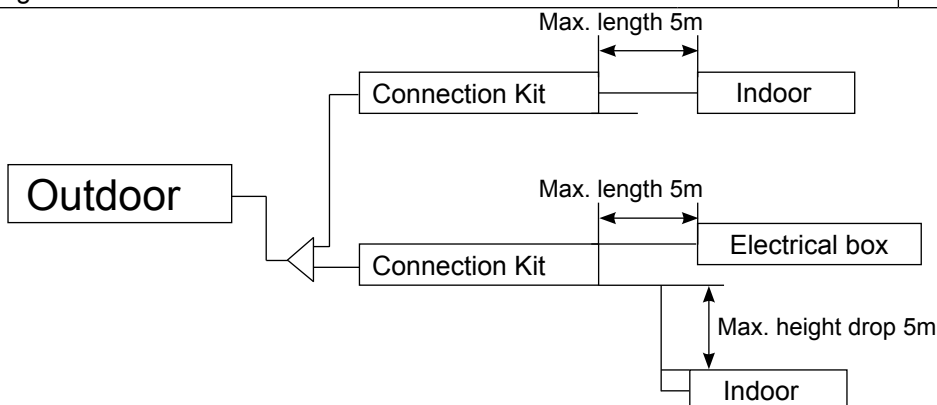 Max. length 5m
Connection Kit
Indoor
Outdoor
Max. length 5m
Electrical box
Connection Kit
Max. height drop 5m
Indoor